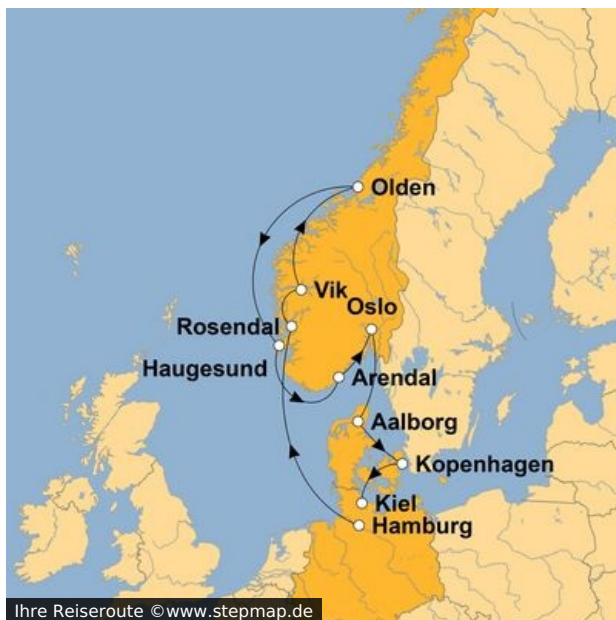 Olden
Vik
Oslo
Rosendal
Haugesund
Arendal
Aalborg
Kopenhagen
Kiel
Hamburg
Ihre Reiseroute ©www.stepmap.de